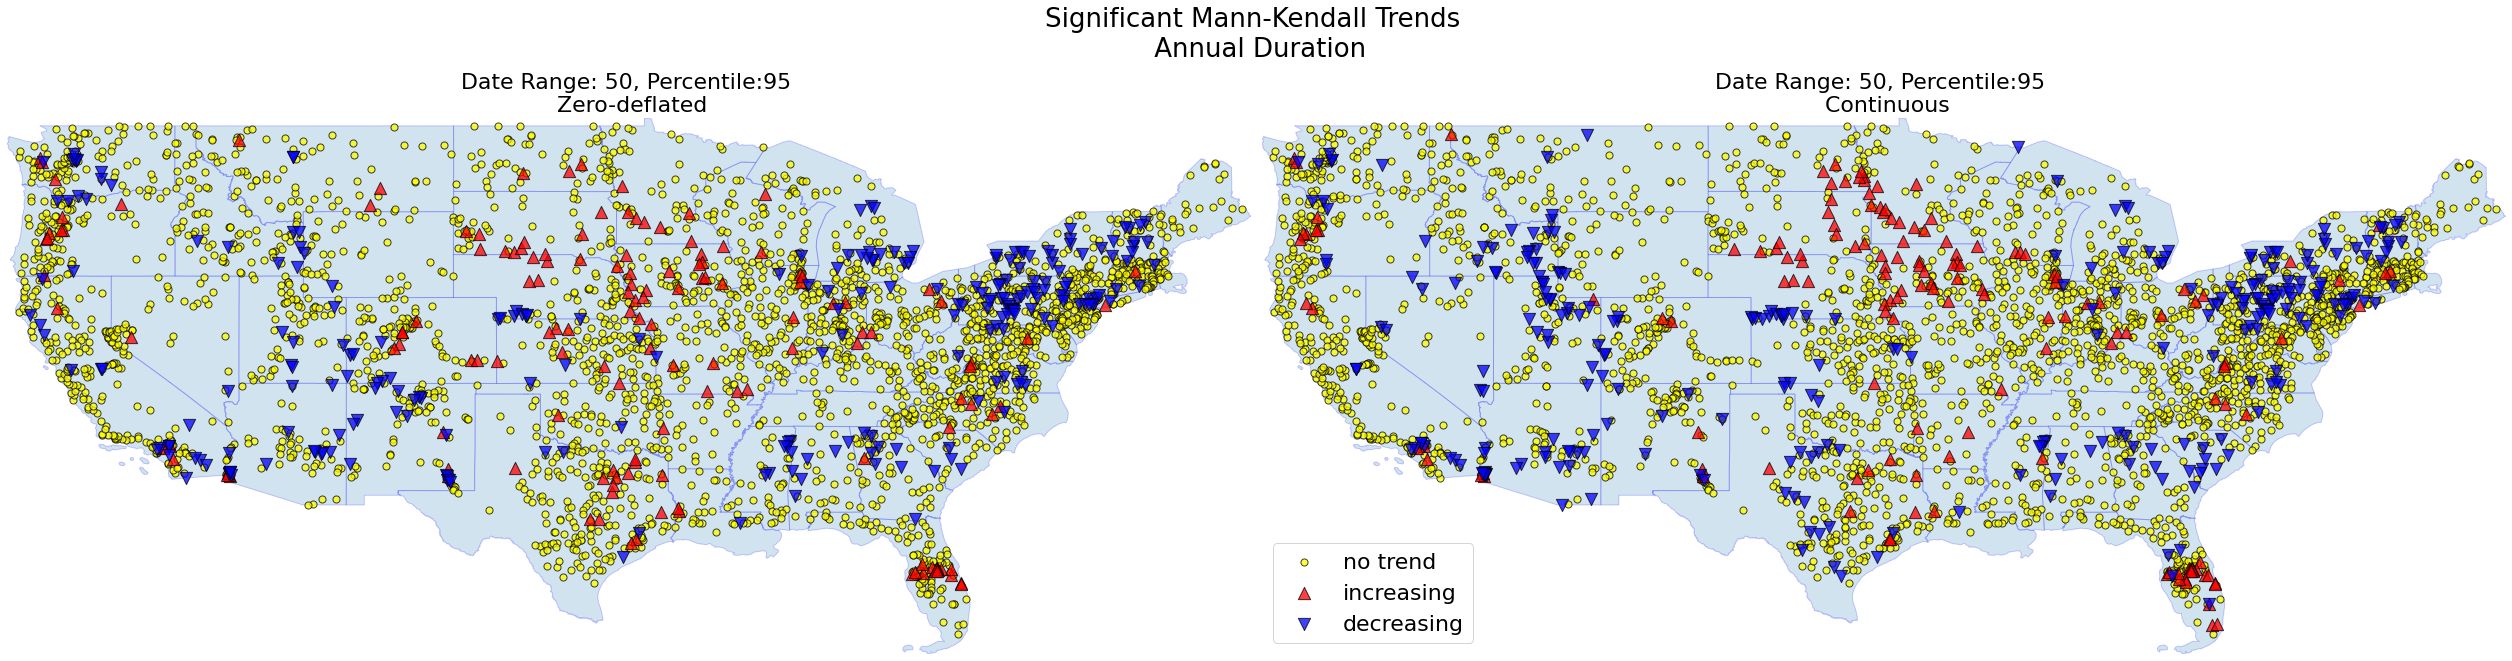 Significant Mann-Kendall Trends
Annual Duration
Date Range: 50, Percentile:95
Zero-deflated
Date Range: 50, Percentile:95
Continuous
no trend
increasing
decreasing